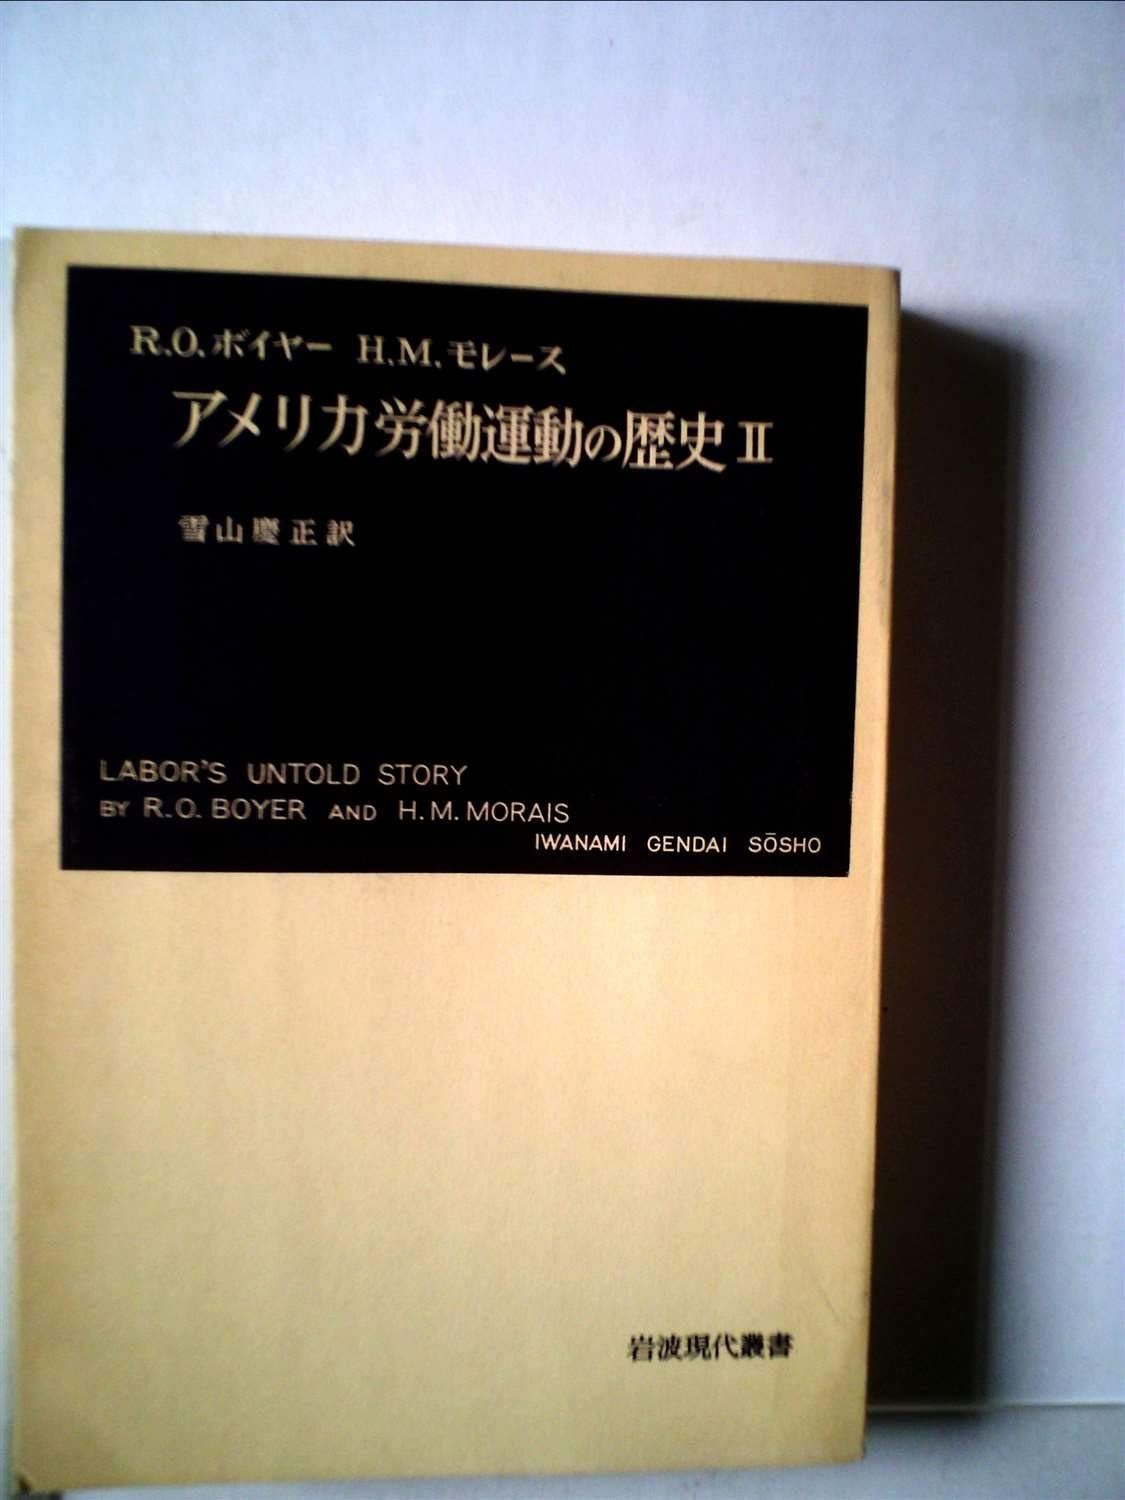 R.O.ボイヤー H.M.モレース
アメリカ労働運動の歴史 II
雪山慶正訳
LABOR'S UNTOLD STORY
BY R.O. BOYER AND H.M. MORAIS
IWANAMI GENDAI SŌSHO
岩波現代叢書